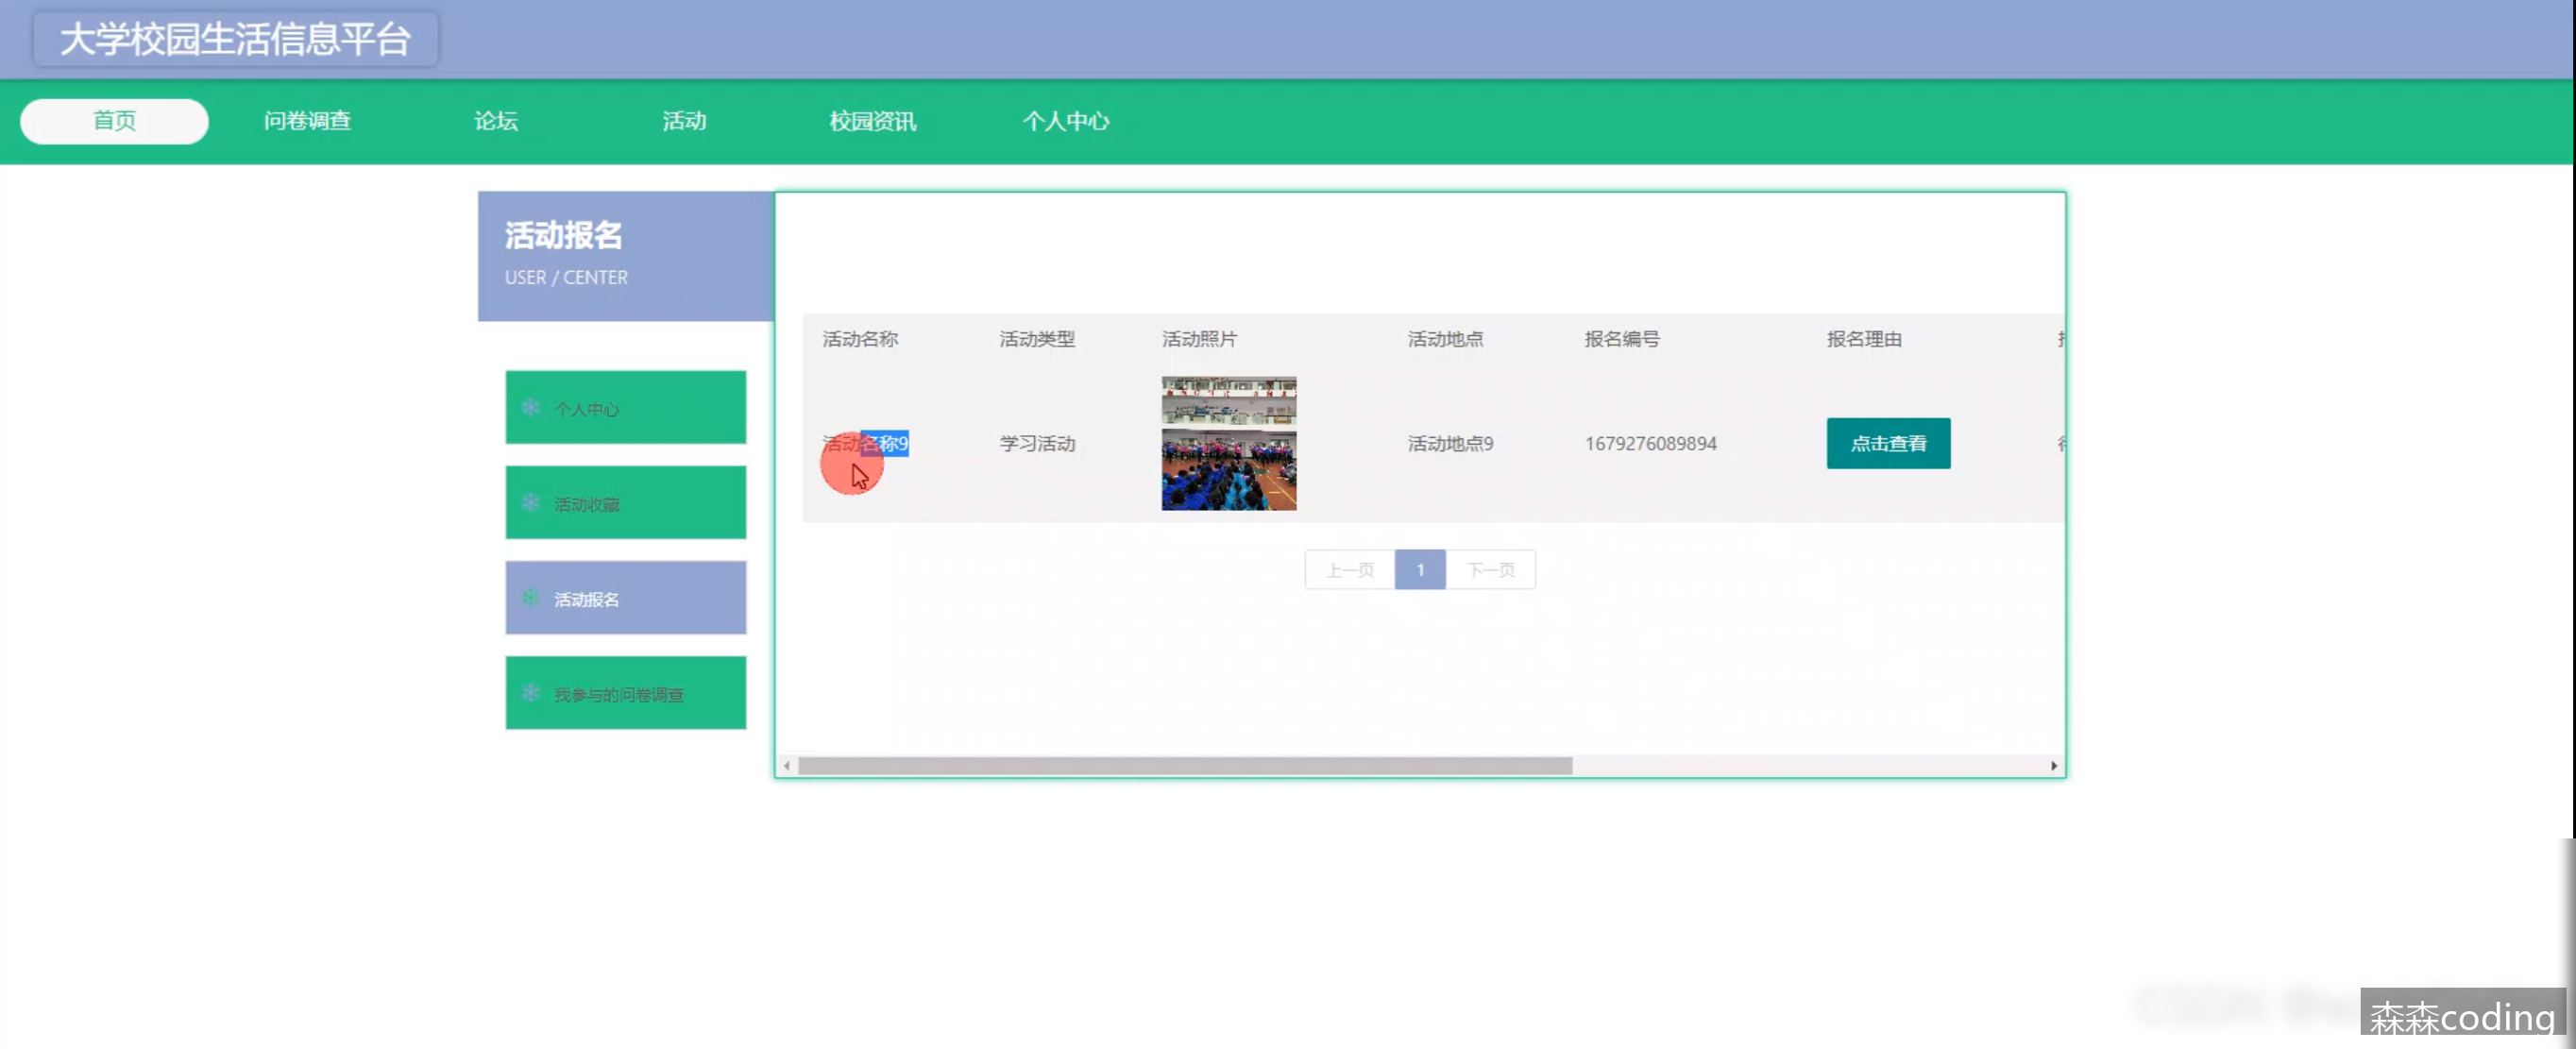 大学校园生活信息平台
首页 问卷调查 论坛 活动 校园资讯 个人中心
活动报名
USER / CENTER
个人中心
活动收藏
活动报名
我参与的问卷调查
活动名称 活动类型 活动照片 活动地点 报名编号 报名理由
活动名称9 学习活动 活动地点9 1679276089894 点击查看
上一页 1 下一页
森森coding